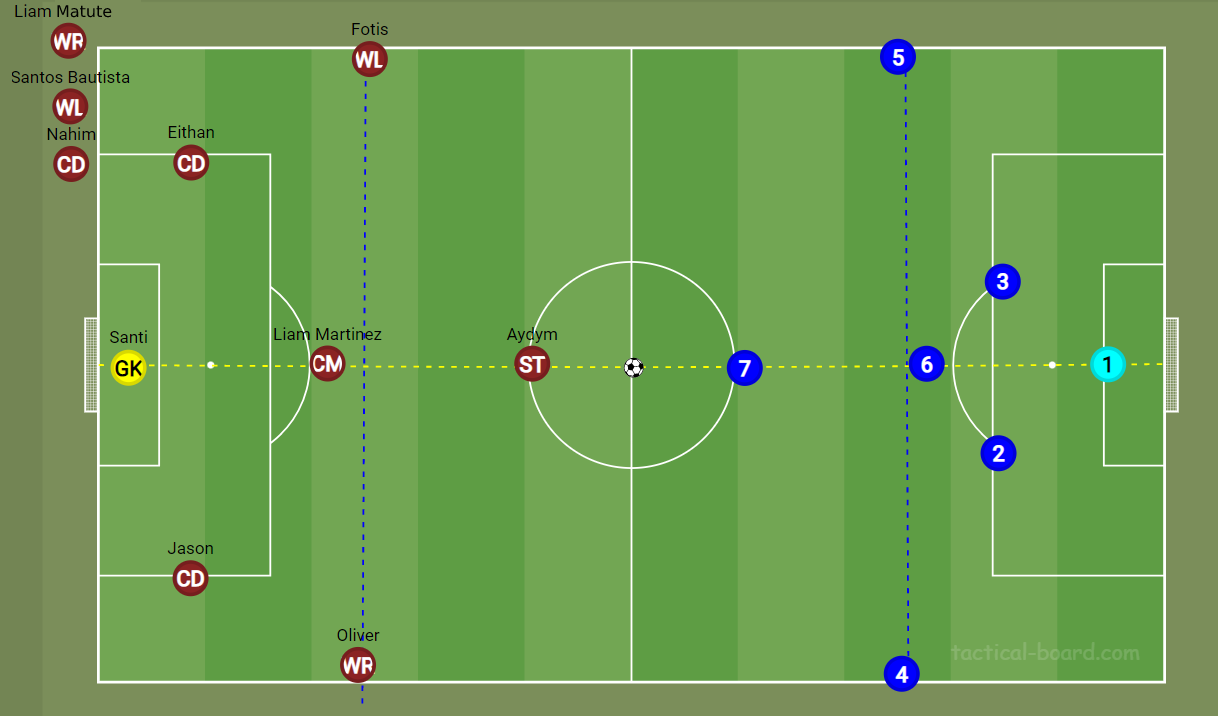 Liam Matute
WR
Fotis
WL
5
Santos Bautista
WL
Nahim
CD
Eithan
CD
3
Santi
GK
Liam Martinez
CM
Aydym
ST
7
6
1
2
Jason
CD
Oliver
WR
4
tactical-board.com